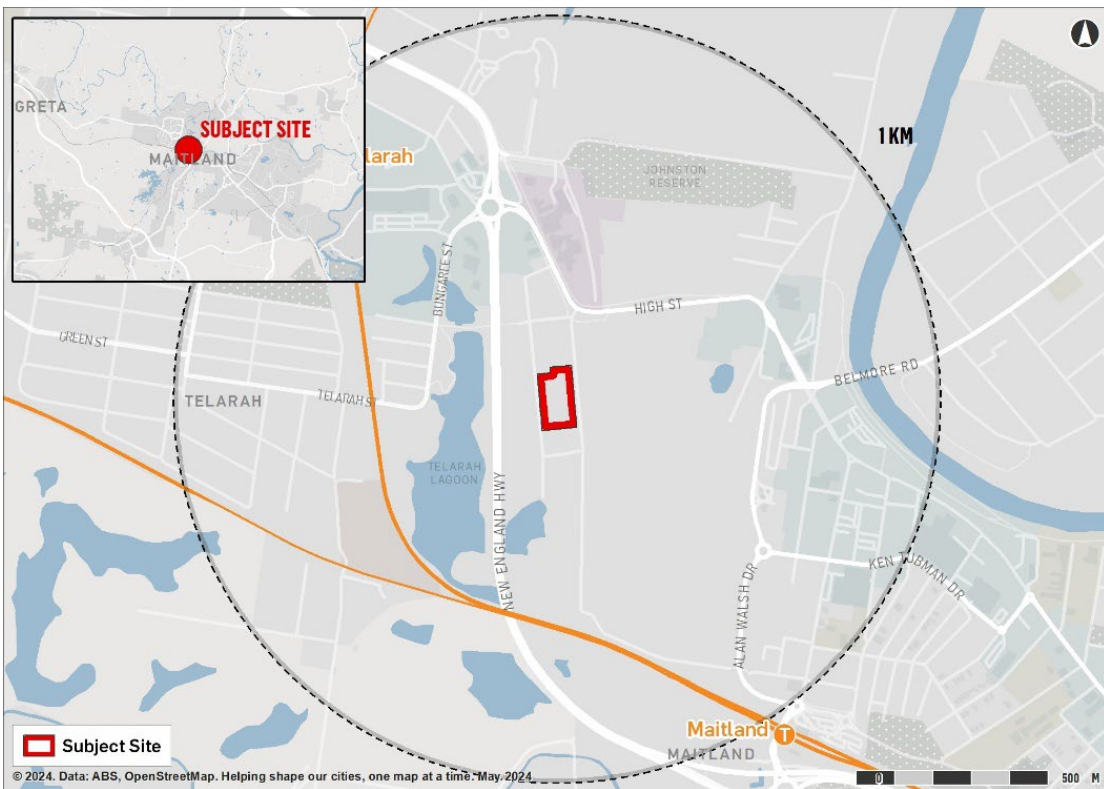 GRETA
SUBJECT SITE
MAITLAND
larah
1 KM
JOHNSTON
RESERVE
BUNGAREE ST
HIGH ST
GREEN ST
BELMORE RD
TELARAH
TELARAH ST
TELARAH
LAGOON
NEW ENGLAND HWY
KEN TUBMAN DR
ALAN WALSH DR
Maitland T
MAITLAND
Subject Site
© 2024. Data: ABS, OpenStreetMap. Helping shape our cities, one map at a time. May. 2024
0 500 M